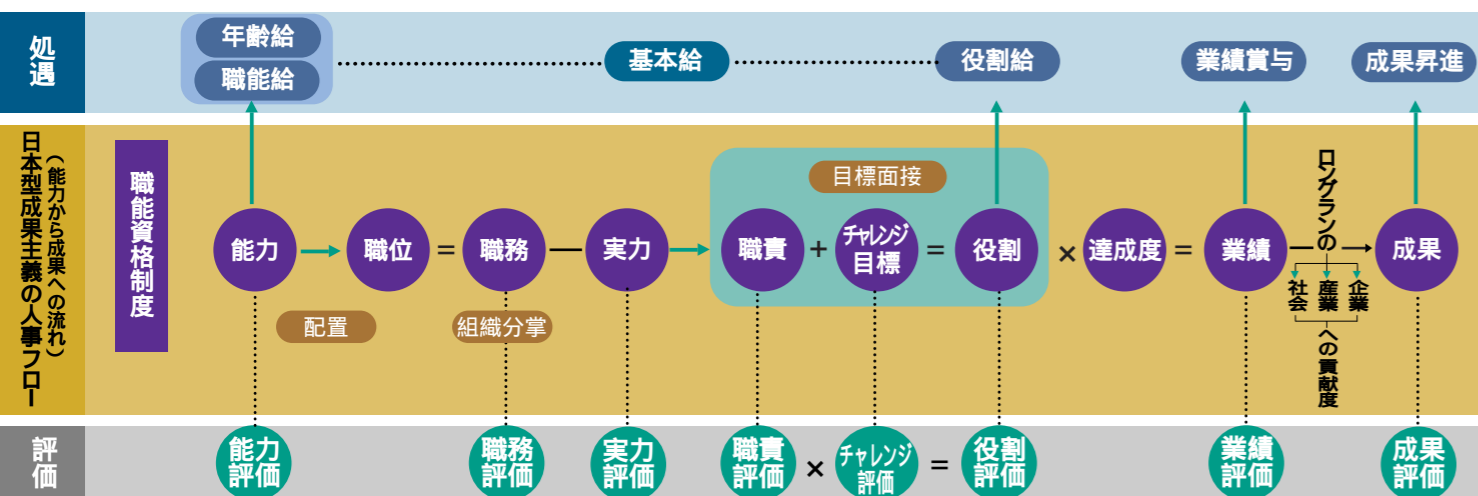 処遇
年齢給
職能給
基本給
役割給
業績賞与
成果昇進
日本型成果主義の人事フロー
(能力から成果への流れ)
職能資格制度
目標面接
能力
職位
=
職務
実力
職責
+
チャレンジ
目標
=
役割
×
達成度
=
業績
ロングランの
社会
産業
企業
への貢献度
成果
配置
組織分掌
評価
能力
評価
職務
評価
実力
評価
職責
評価
×
チャレンジ
評価
=
役割
評価
業績
評価
成果
評価